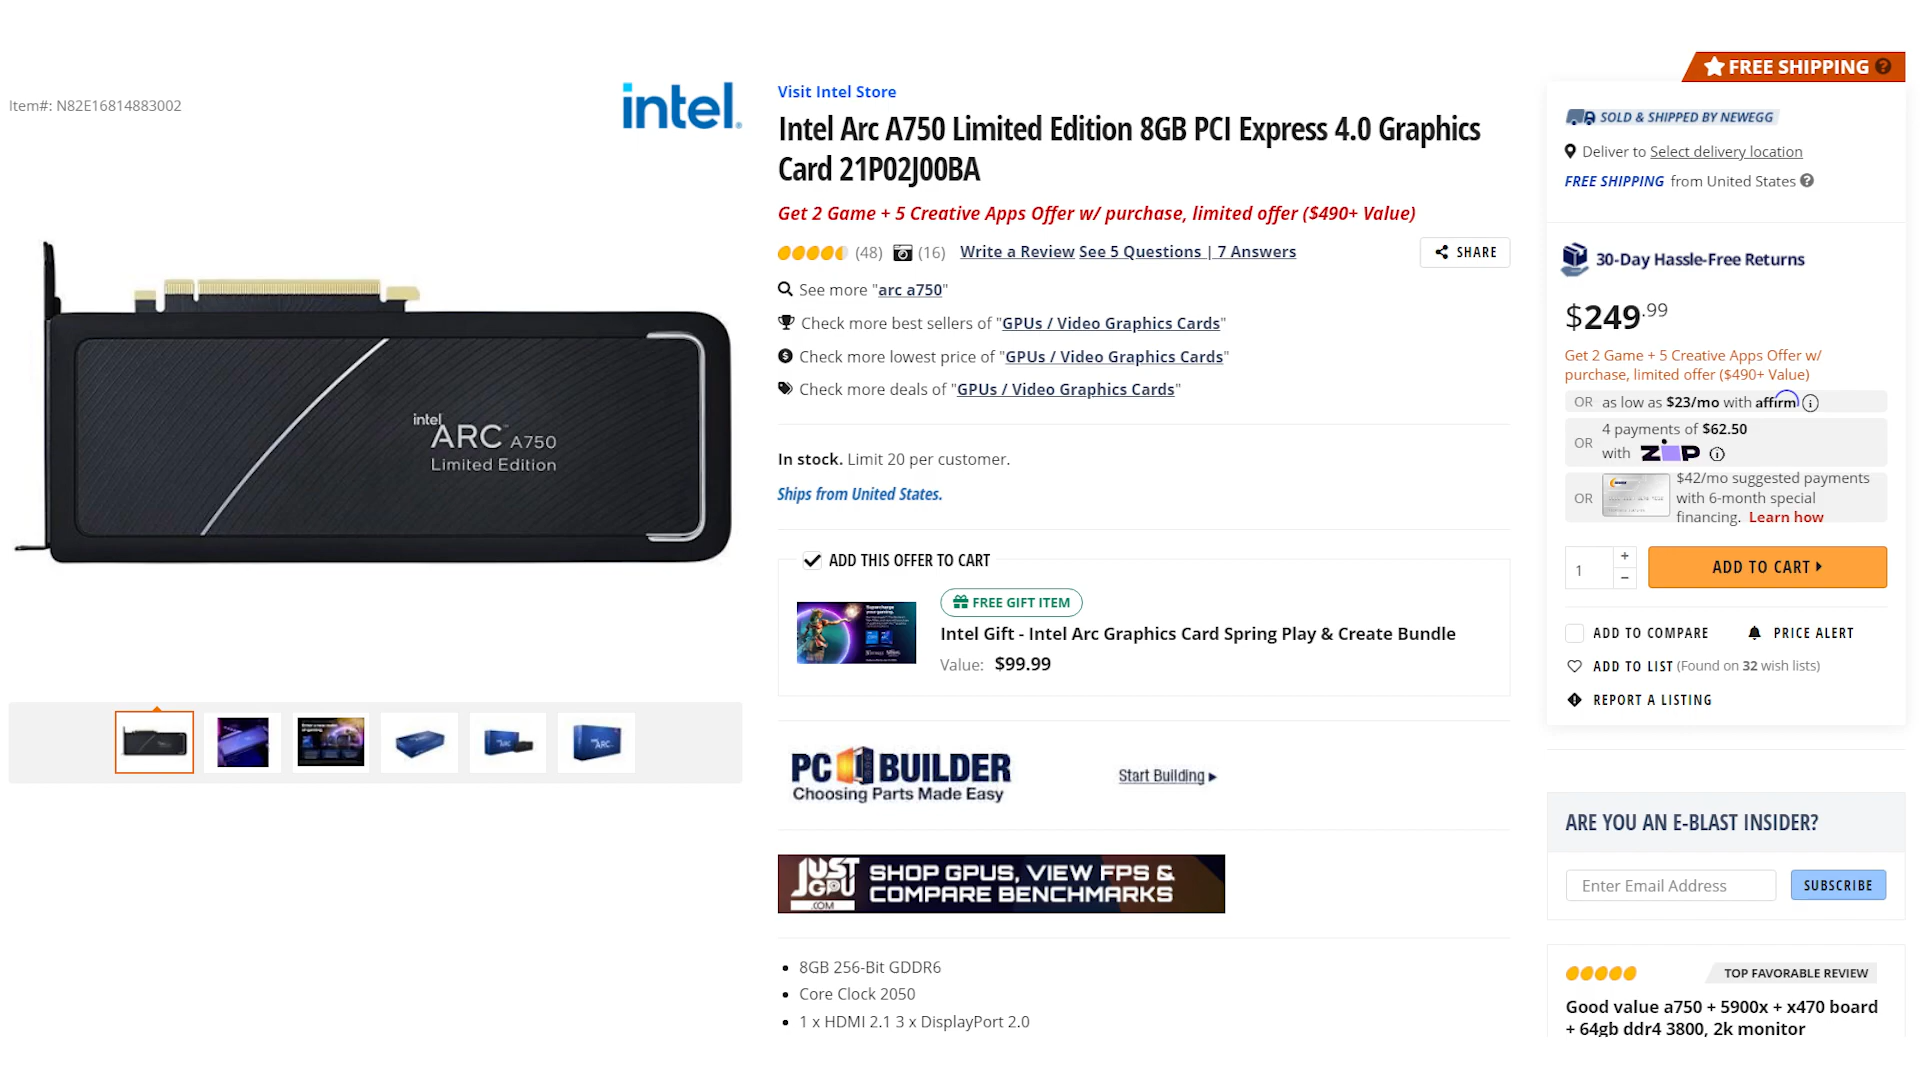 FREE SHIPPING
Item#: N82E16814883002
intel.
Visit Intel Store
Intel Arc A750 Limited Edition 8GB PCI Express 4.0 Graphics
Card 21P02J00BA
Get 2 Game + 5 Creative Apps Offer w/ purchase, limited offer ($490+ Value)
(48) (16) Write a Review See 5 Questions | 7 Answers
SHARE
See more "arc a750"
Check more best sellers of "GPUs / Video Graphics Cards"
Check more lowest price of "GPUs / Video Graphics Cards"
Check more deals of "GPUs / Video Graphics Cards"
In stock. Limit 20 per customer.
Ships from United States.
intel
ARC A750
Limited Edition
ADD THIS OFFER TO CART
FREE GIFT ITEM
Intel Gift - Intel Arc Graphics Card Spring Play & Create Bundle
Value: $99.99
PC BUILDER
Choosing Parts Made Easy
Start Building
JUST
GPU
.COM
SHOP GPUS, VIEW FPS &
COMPARE BENCHMARKS
8GB 256-Bit GDDR6
Core Clock 2050
1 x HDMI 2.1 3 x DisplayPort 2.0
SOLD & SHIPPED BY NEWEGG
Deliver to Select delivery location
FREE SHIPPING from United States
30-Day Hassle-Free Returns
$249.99
Get 2 Game + 5 Creative Apps Offer w/
purchase, limited offer ($490+ Value)
OR as low as $23/mo with affirm
OR 4 payments of $62.50
with ZIP
OR $42/mo suggested payments
with 6-month special
financing. Learn how
1 + −
ADD TO CART
ADD TO COMPARE
PRICE ALERT
ADD TO LIST (Found on 32 wish lists)
REPORT A LISTING
ARE YOU AN E-BLAST INSIDER?
Enter Email Address
SUBSCRIBE
TOP FAVORABLE REVIEW
Good value a750 + 5900x + x470 board
+ 64gb ddr4 3800, 2k monitor